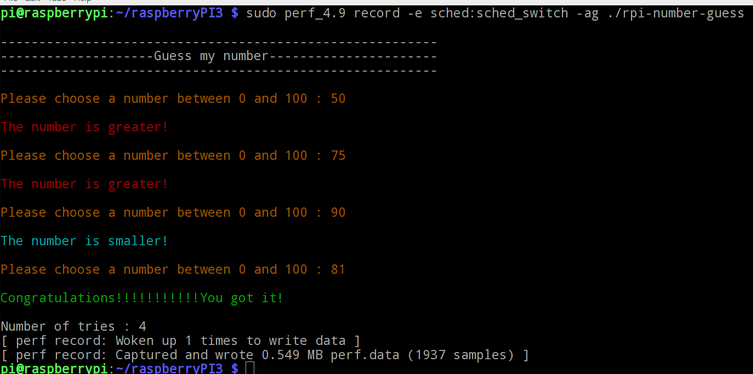 pi@raspberrypi:~/raspberryPI3 $ sudo perf_4.9 record -e sched:sched_switch -ag ./rpi-number-guess
---------------------------------------------------------
--------------------Guess my number----------------------
---------------------------------------------------------
Please choose a number between 0 and 100 : 50
The number is greater!
Please choose a number between 0 and 100 : 75
The number is greater!
Please choose a number between 0 and 100 : 90
The number is smaller!
Please choose a number between 0 and 100 : 81
Congratulations!!!!!!!!!!!You got it!
Number of tries : 4
[ perf record: Woken up 1 times to write data ]
[ perf record: Captured and wrote 0.549 MB perf.data (1937 samples) ]
pi@raspberrypi:~/raspberryPI3 $